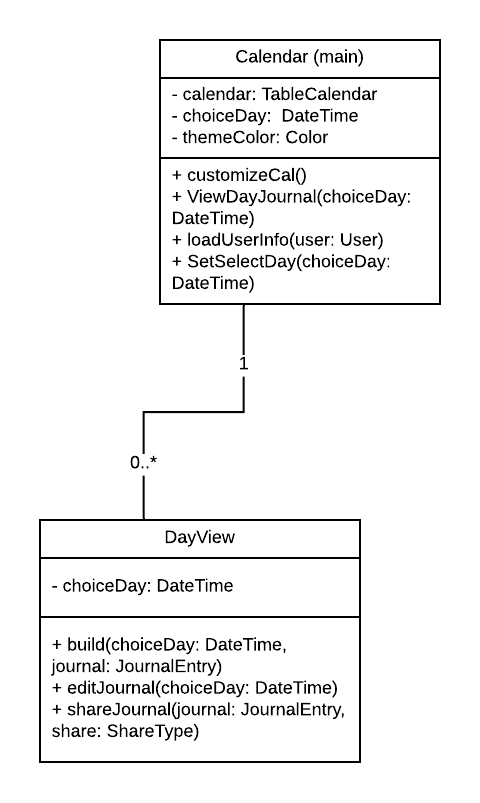 Calendar (main)
- calendar: TableCalendar
- choiceDay:  DateTime
- themeColor: Color
+ customizeCal()
+ ViewDayJournal(choiceDay:
DateTime)
+ loadUserInfo(user: User)
+ SetSelectDay(choiceDay:
DateTime)
1
0..*
DayView
- choiceDay: DateTime
+ build(choiceDay: DateTime,
journal: JournalEntry)
+ editJournal(choiceDay: DateTime)
+ shareJournal(journal: JournalEntry,
share: ShareType)